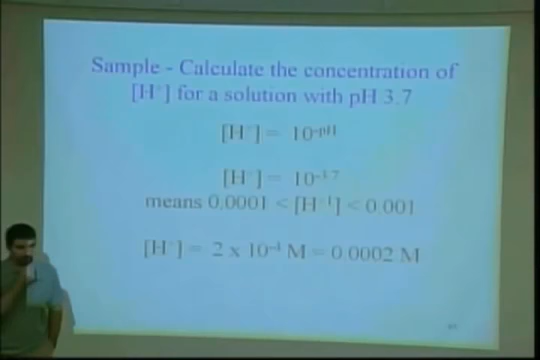 Sample - Calculate the concentration of
[H⁺] for a solution with pH 3.7
[H⁺] = 10⁻ᵖᴴ
[H⁺] = 10⁻³·⁷
means 0.0001 < [H⁺¹] < 0.001
[H⁺] = 2 x 10⁻⁴ M = 0.0002 M